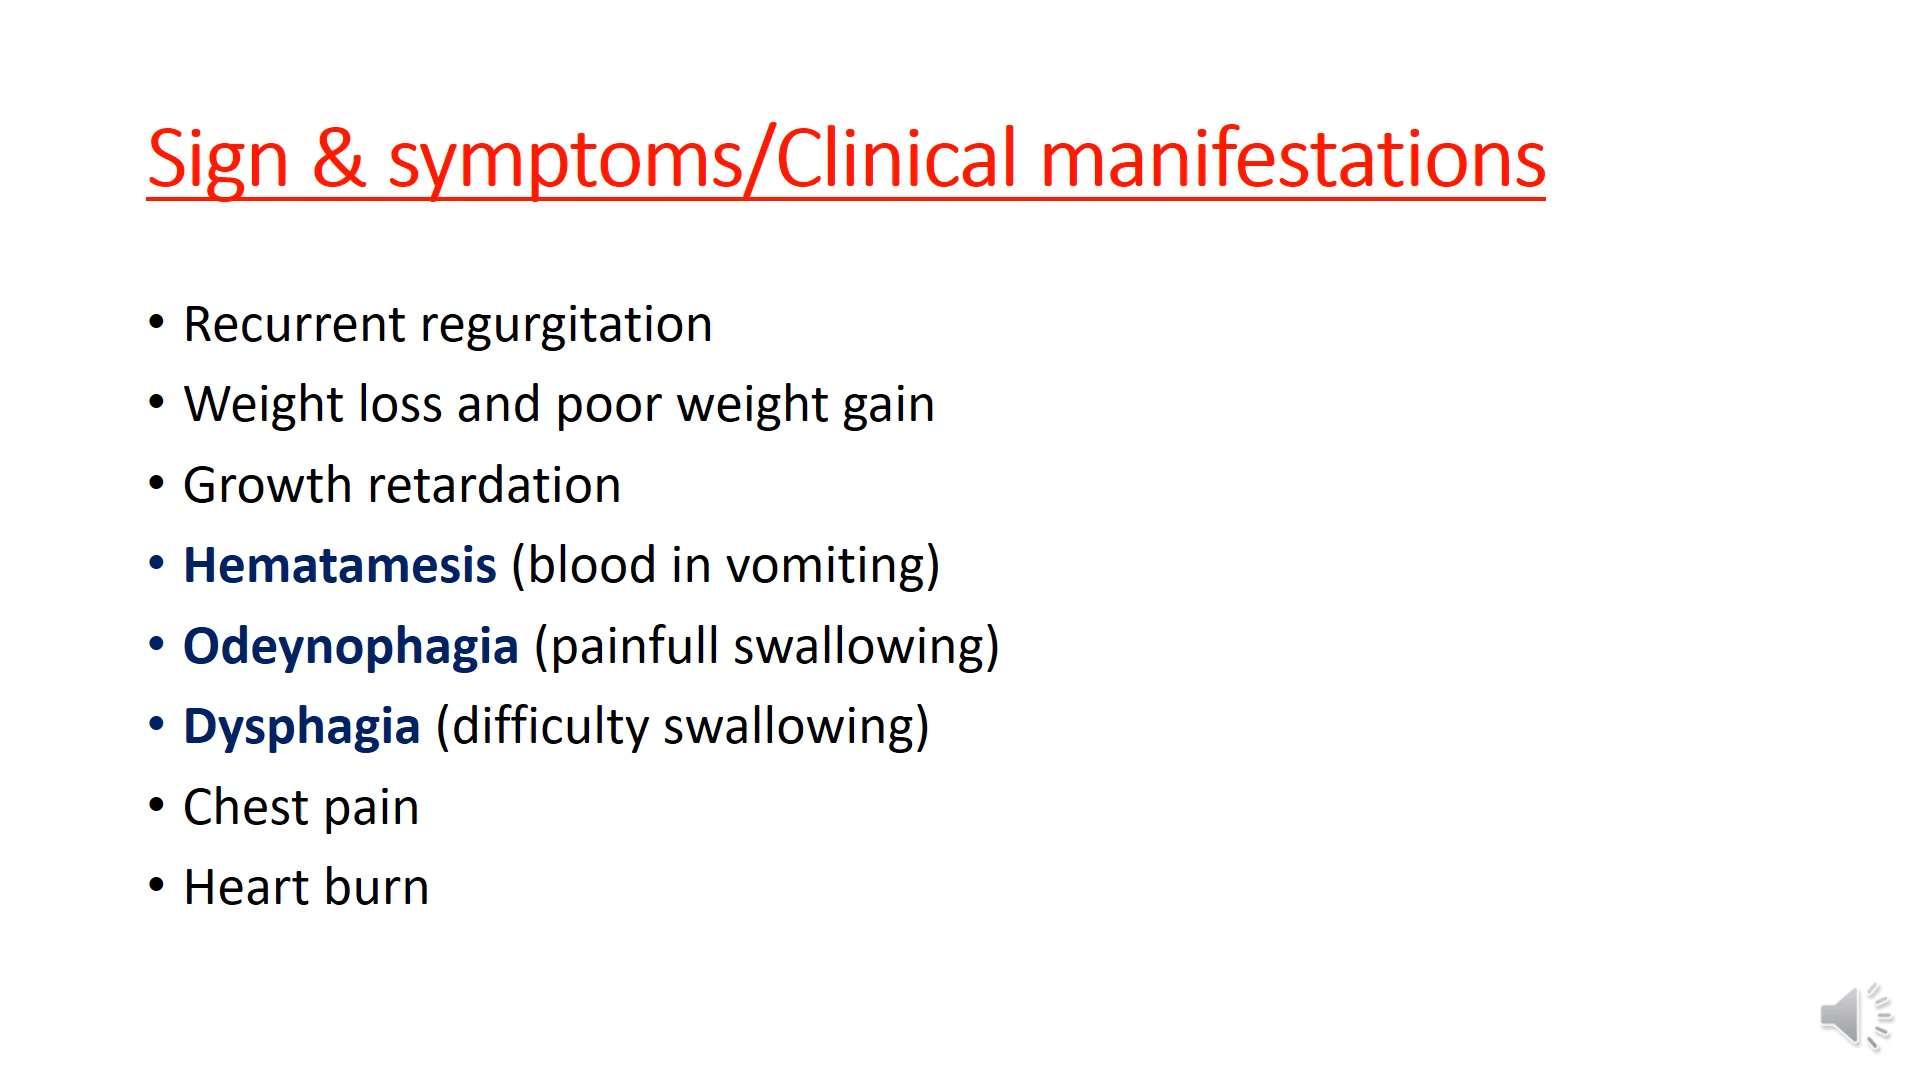 Sign & symptoms/Clinical manifestations
• Recurrent regurgitation
• Weight loss and poor weight gain
• Growth retardation
• Hematamesis (blood in vomiting)
• Odeynophagia (painfull swallowing)
• Dysphagia (difficulty swallowing)
• Chest pain
• Heart burn